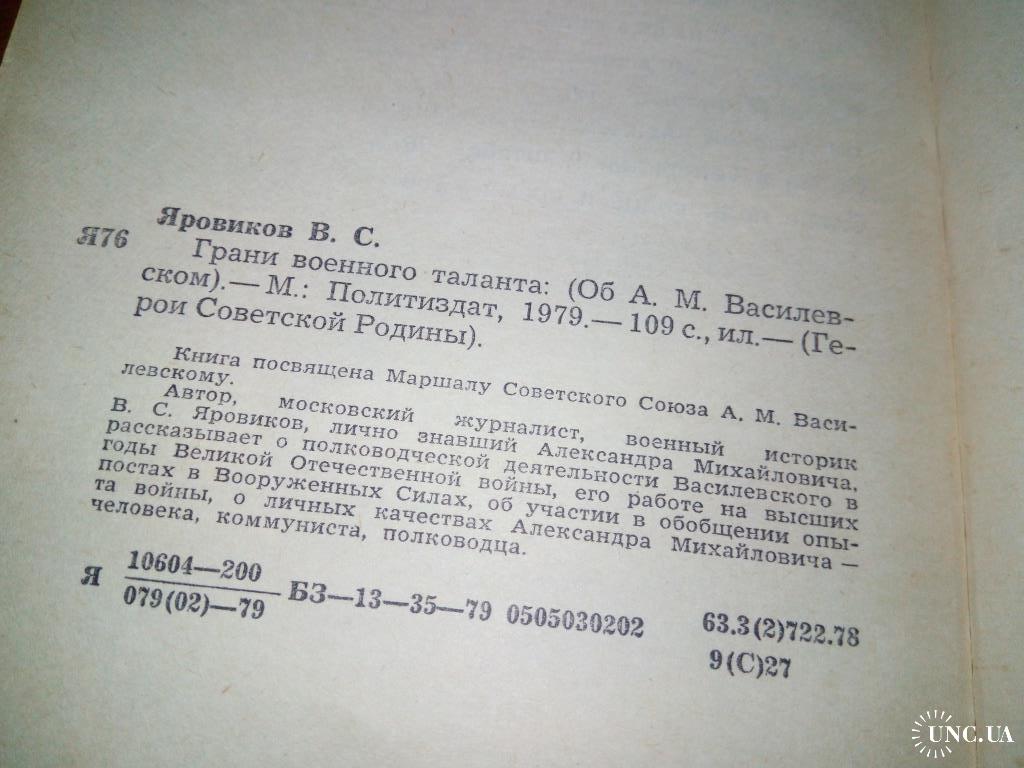 Яровиков В. С.
Я76 Грани военного таланта: (Об А. М. Василев-
ском).— М.: Политиздат, 1979.— 109 с., ил.— (Ге-
рои Советской Родины).
Книга посвящена Маршалу Советского Союза А. М. Васи-
левскому.
Автор, московский журналист, военный историк
В. С. Яровиков, лично знавший Александра Михайловича,
рассказывает о полководческой деятельности Василевского в
годы Великой Отечественной войны, его работе на высших
постах в Вооруженных Силах, об участии в обобщении опы-
та войны, о личных качествах Александра Михайловича —
человека, коммуниста, полководца.
Я 10604—200
079(02)—79 БЗ—13—35—79 0505030202 63.3(2)722.78
9(С)27
UNC.UA